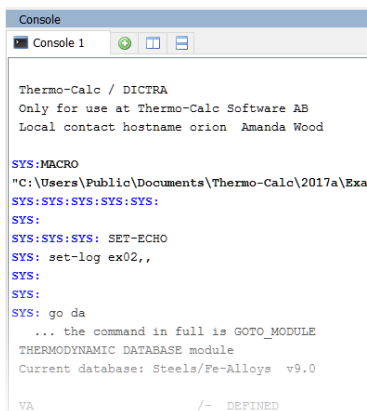 Console
Console 1
Thermo-Calc / DICTRA
Only for use at Thermo-Calc Software AB
Local contact hostname orion Amanda Wood
SYS:MACRO
"C:\Users\Public\Documents\Thermo-Calc\2017a\Exa
SYS:SYS:SYS:SYS:SYS:
SYS:
SYS:SYS:SYS: SET-ECHO
SYS: set-log ex02,,
SYS:
SYS:
SYS: go da
... the command in full is GOTO_MODULE
THERMODYNAMIC DATABASE module
Current database: Steels/Fe-Alloys v9.0
VA /- DEFINED